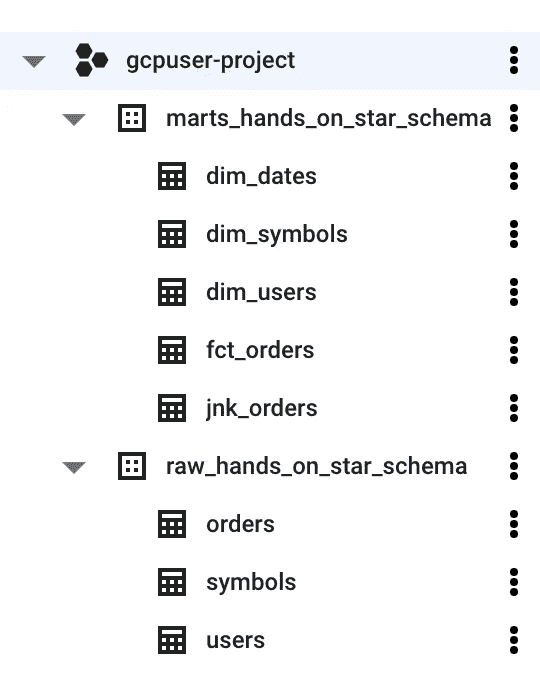 gcpuser-project
marts_hands_on_star_schema
dim_dates
dim_symbols
dim_users
fct_orders
jnk_orders
raw_hands_on_star_schema
orders
symbols
users